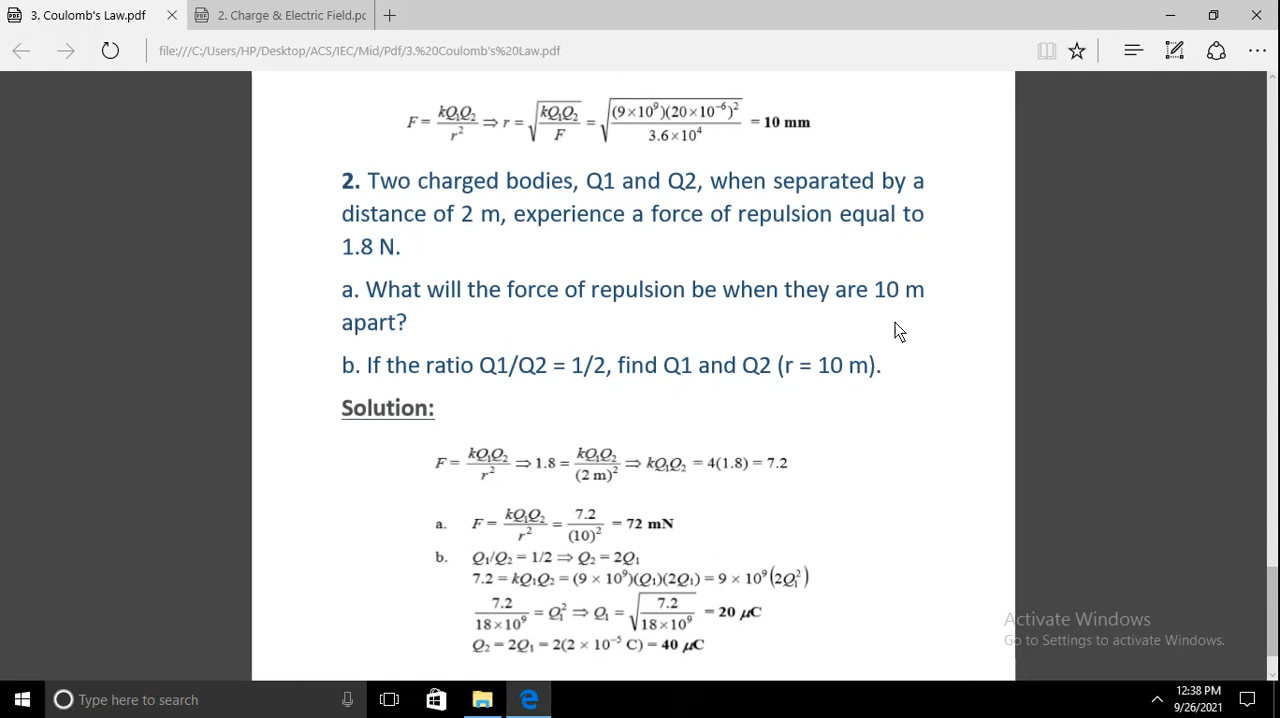 3. Coulomb's Law.pdf
2. Charge & Electric Field.pc
file:///C:/Users/HP/Desktop/ACS/IEC/Mid/Pdf/3.%20Coulomb's%20Law.pdf
F = kQ₁Q₂/r² ⇒ r = √(kQ₁Q₂/F) = √((9×10⁹)(20×10⁻⁶)²/3.6×10⁴) = 10 mm
2. Two charged bodies, Q1 and Q2, when separated by a
distance of 2 m, experience a force of repulsion equal to
1.8 N.
a. What will the force of repulsion be when they are 10 m
apart?
b. If the ratio Q1/Q2 = 1/2, find Q1 and Q2 (r = 10 m).
Solution:
F = kQ₁Q₂/r² ⇒ 1.8 = kQ₁Q₂/(2 m)² ⇒ kQ₁Q₂ = 4(1.8) = 7.2
a. F = kQ₁Q₂/r² = 7.2/(10)² = 72 mN
b. Q₁/Q₂ = 1/2 ⇒ Q₂ = 2Q₁
7.2 = kQ₁Q₂ = (9 × 10⁹)(Q₁)(2Q₁) = 9 × 10⁹(2Q₁²)
7.2/18×10⁹ = Q₁² ⇒ Q₁ = √(7.2/18×10⁹) = 20 μC
Q₂ = 2Q₁ = 2(2 × 10⁻⁵ C) = 40 μC
Activate Windows
Go to Settings to activate Windows.
Type here to search
12:38 PM
9/26/2021